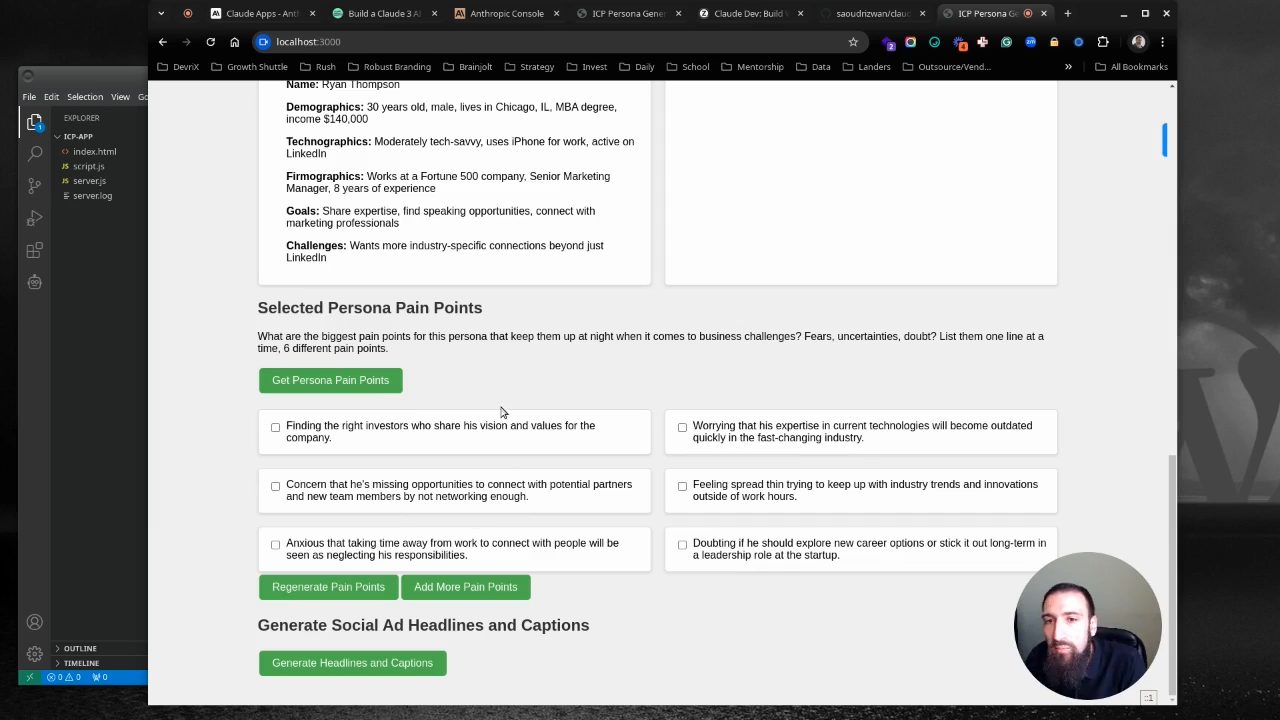 Claude Apps - Anth
Build a Claude 3 AI
Anthropic Console
ICP Persona Gene
Claude Dev: Build W
saoudrizwan/claud
ICP Persona Ge
localhost:3000
2
4
DevriX
Growth Shuttle
Rush
Robust Branding
Brainjolt
Strategy
Invest
Daily
School
Mentorship
Data
Landers
Outsource/Vend...
»
All Bookmarks
File Edit Selection View Go
EXPLORER
1
ICP-APP
index.html
JS script.js
JS server.js
server.log
OUTLINE
TIMELINE
0 0 0
Name: Ryan Thompson
Demographics: 30 years old, male, lives in Chicago, IL, MBA degree,
income $140,000
Technographics: Moderately tech-savvy, uses iPhone for work, active on
LinkedIn
Firmographics: Works at a Fortune 500 company, Senior Marketing
Manager, 8 years of experience
Goals: Share expertise, find speaking opportunities, connect with
marketing professionals
Challenges: Wants more industry-specific connections beyond just
LinkedIn
Selected Persona Pain Points
What are the biggest pain points for this persona that keep them up at night when it comes to business challenges? Fears, uncertainties, doubt? List them one line at a
time, 6 different pain points.
Get Persona Pain Points
Finding the right investors who share his vision and values for the
company.
Worrying that his expertise in current technologies will become outdated
quickly in the fast-changing industry.
Concern that he's missing opportunities to connect with potential partners
and new team members by not networking enough.
Feeling spread thin trying to keep up with industry trends and innovations
outside of work hours.
Anxious that taking time away from work to connect with people will be
seen as neglecting his responsibilities.
Doubting if he should explore new career options or stick it out long-term in
a leadership role at the startup.
Regenerate Pain Points
Add More Pain Points
Generate Social Ad Headlines and Captions
Generate Headlines and Captions
::1